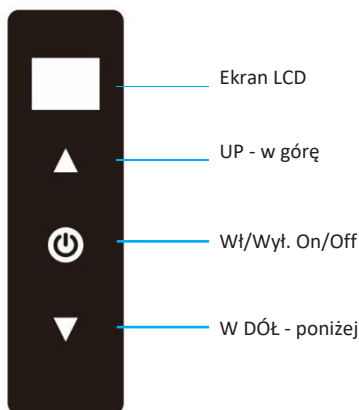 Ekran LCD
UP - w górę
Wł/Wył. On/Off
W DÓŁ - poniżej